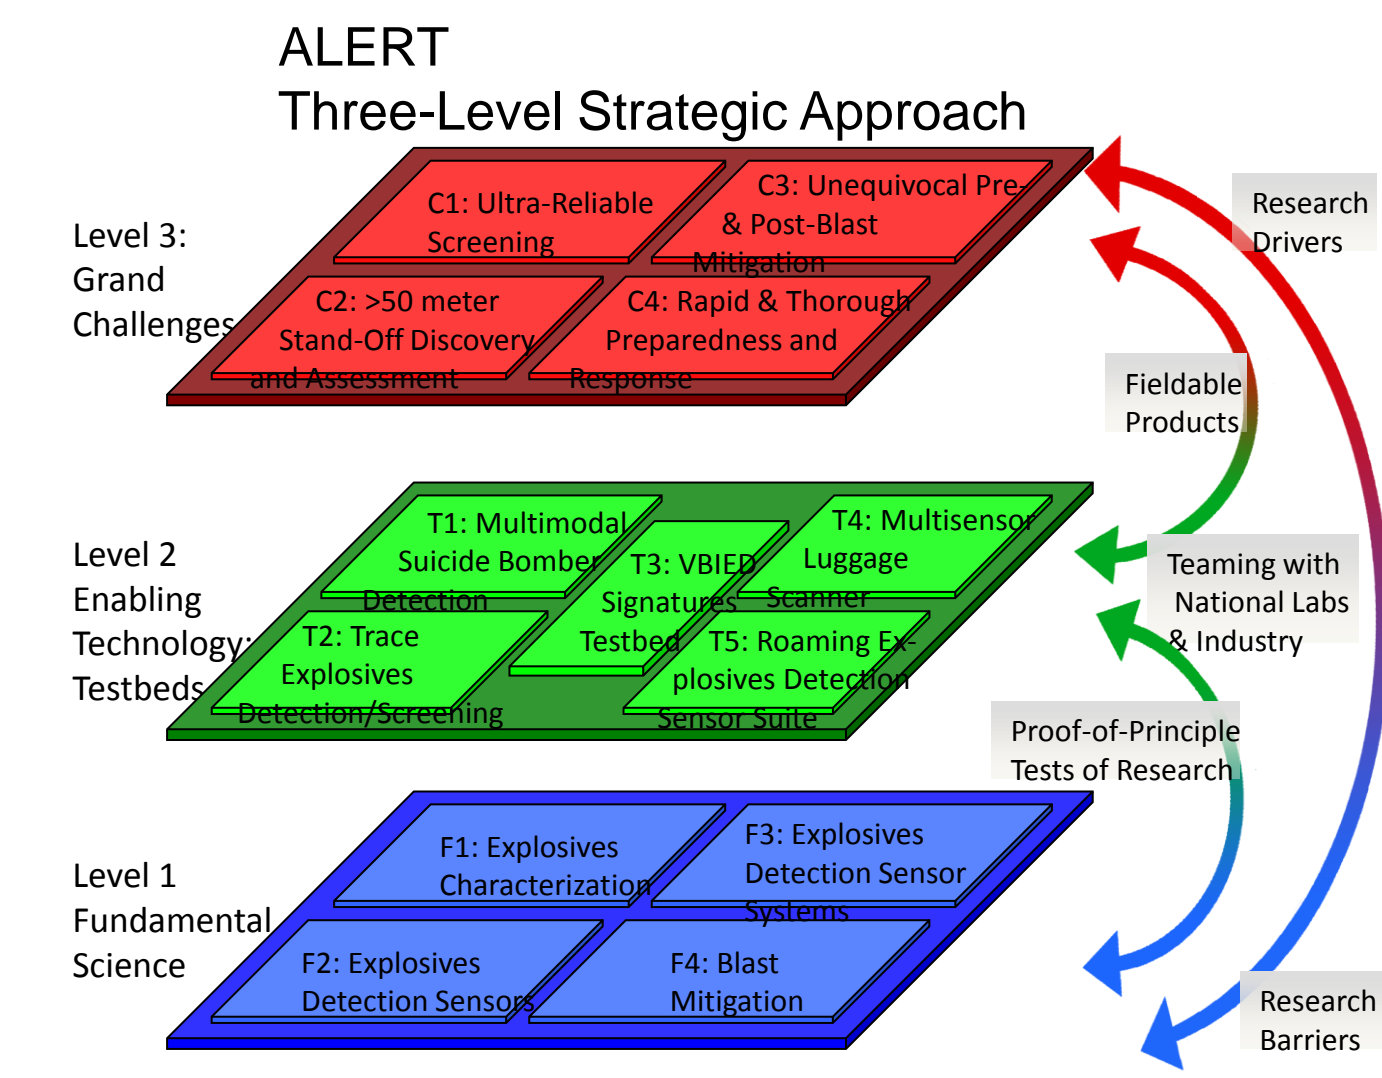 ALERT
Three-Level Strategic Approach
Level 3:
Grand
Challenges
C1: Ultra-Reliable
Screening
C3: Unequivocal Pre-
& Post-Blast
Mitigation
C2: >50 meter
Stand-Off Discovery
and Assessment
C4: Rapid & Thorough
Preparedness and
Response
Research
Drivers
Fieldable
Products
Level 2
Enabling
Technology:
Testbeds
T1: Multimodal
Suicide Bomber
Detection
T2: Trace
Explosives
Detection/Screening
T3: VBIED
Signatures
Testbed
T4: Multisensor
Luggage
Scanner
T5: Roaming Ex-
plosives Detection
Sensor Suite
Teaming with
National Labs
& Industry
Proof-of-Principle
Tests of Research
Level 1
Fundamental
Science
F1: Explosives
Characterization
F3: Explosives
Detection Sensor
Systems
F2: Explosives
Detection Sensors
F4: Blast
Mitigation
Research
Barriers